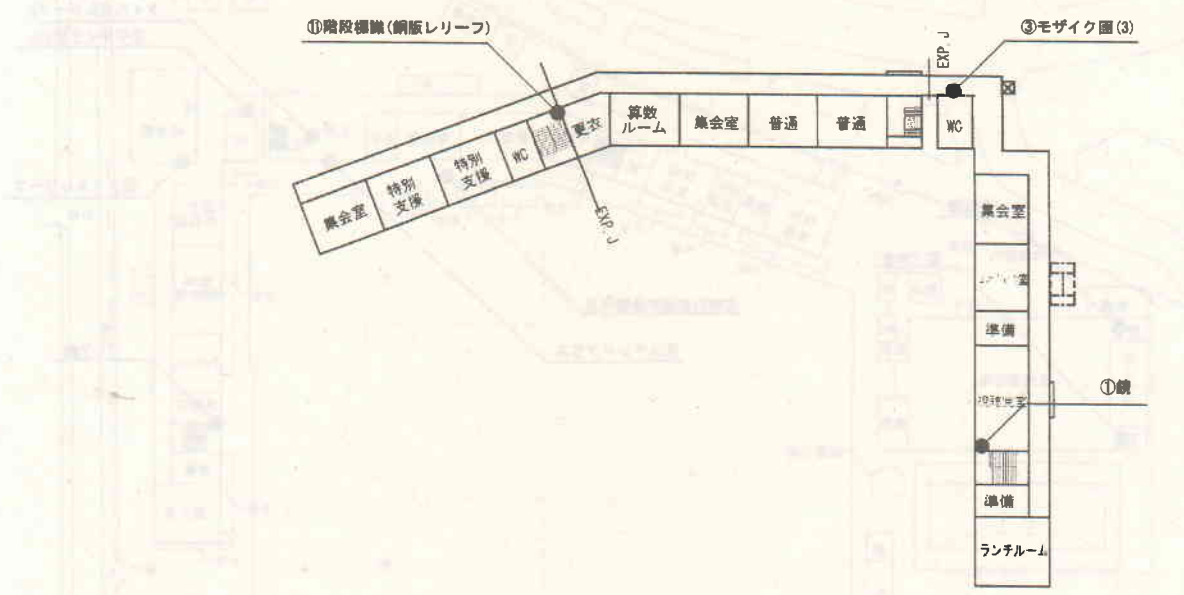 ⑪階段標識(銅版レリーフ)
③モザイク画(3)
EXP. J
算数
ルーム
集会室
普通
普通
WC
更衣
WC
特別
支援
特別
支援
集会室
EXP. J
集会室
準備
①鏡
準備
ランチルーム